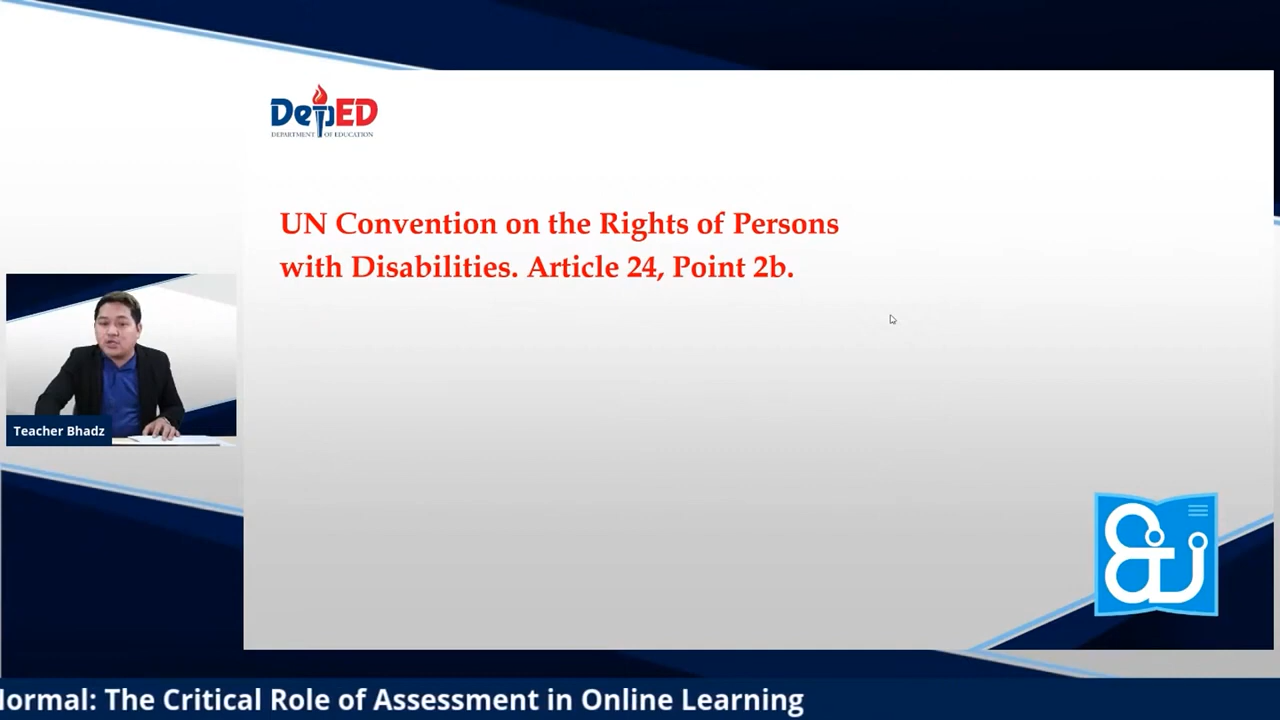 DepED
DEPARTMENT OF EDUCATION
UN Convention on the Rights of Persons
with Disabilities. Article 24, Point 2b.
Teacher Bhadz
ormal: The Critical Role of Assessment in Online Learning